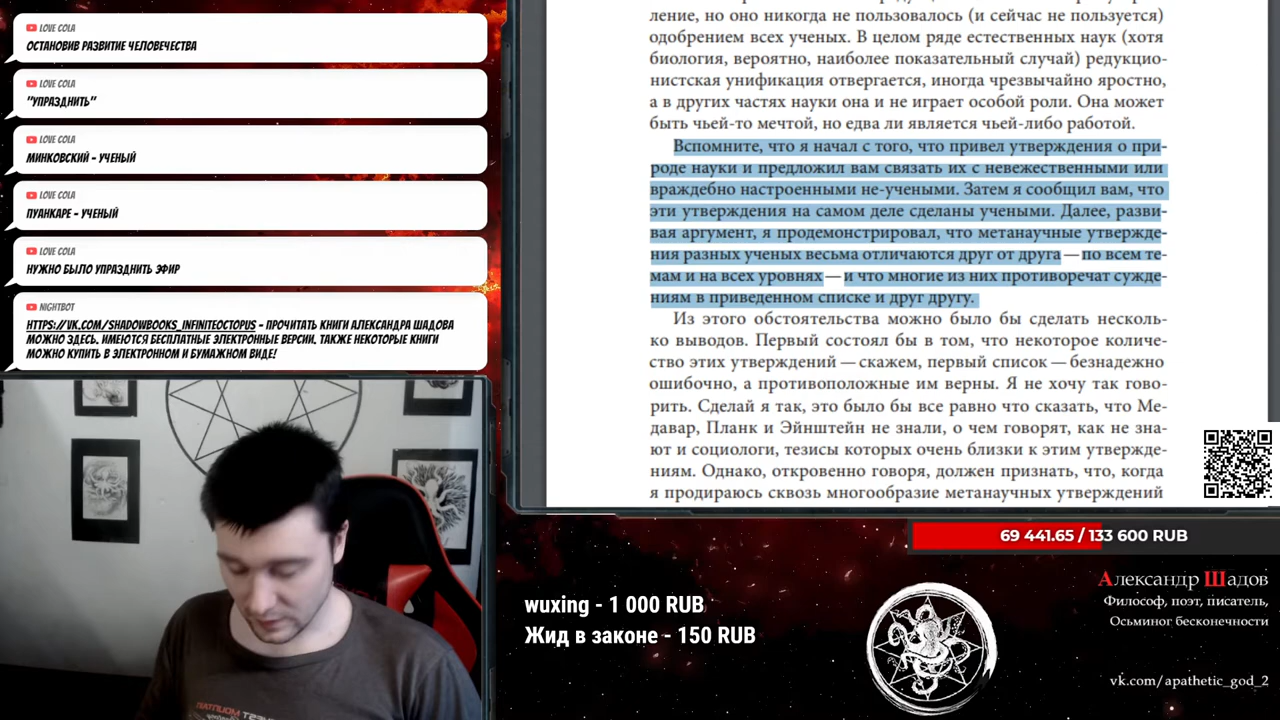 LOVE COLA
ОСТАНОВИВ РАЗВИТИЕ ЧЕЛОВЕЧЕСТВА
LOVE COLA
"УПРАЗДНИТЬ"
LOVE COLA
МИНКОВСКИЙ - УЧЕНЫЙ
LOVE COLA
ПУАНКАРЕ - УЧЕНЫЙ
LOVE COLA
НУЖНО БЫЛО УПРАЗДНИТЬ ЭФИР
NIGHTBOT
HTTPS://VK.COM/SHADOWBOOKS_INFINITEOCTOPUS - ПРОЧИТАТЬ КНИГИ АЛЕКСАНДРА ШАДОВА
МОЖНО ЗДЕСЬ. ИМЕЮТСЯ БЕСПЛАТНЫЕ ЭЛЕКТРОННЫЕ ВЕРСИИ. ТАКЖЕ НЕКОТОРЫЕ КНИГИ
МОЖНО КУПИТЬ В ЭЛЕКТРОННОМ И БУМАЖНОМ ВИДЕ!
ление, но оно никогда не пользовалось (и сейчас не пользуется)
одобрением всех ученых. В целом ряде естественных наук (хотя
биология, вероятно, наиболее показательный случай) редукцио-
нистская унификация отвергается, иногда чрезвычайно яростно,
а в других частях науки она и не играет особой роли. Она может
быть чьей-то мечтой, но едва ли является чьей-либо работой.
Вспомните, что я начал с того, что привел утверждения о при-
роде науки и предложил вам связать их с невежественными или
враждебно настроенными не-учеными. Затем я сообщил вам, что
эти утверждения на самом деле сделаны учеными. Далее, разви-
вая аргумент, я продемонстрировал, что метанаучные утвержде-
ния разных ученых весьма отличаются друг от друга — по всем те-
мам и на всех уровнях — и что многие из них противоречат сужде-
ниям в приведенном списке и друг другу.
Из этого обстоятельства можно было бы сделать несколь-
ко выводов. Первый состоял бы в том, что некоторое количе-
ство этих утверждений — скажем, первый список — безнадежно
ошибочно, а противоположные им верны. Я не хочу так гово-
рить. Сделай я так, это было бы все равно что сказать, что Ме-
давар, Планк и Эйнштейн не знали, о чем говорят, как не зна-
ют и социологи, тезисы которых очень близки к этим утвержде-
ниям. Однако, откровенно говоря, должен признать, что, когда
я продираюсь сквозь многообразие метанаучных утверждений
69 441.65 / 133 600 RUB
wuxing - 1 000 RUB
Жид в законе - 150 RUB
Александр Шадов
Философ, поэт, писатель,
Осьминог бесконечности
vk.com/apathetic_god_2